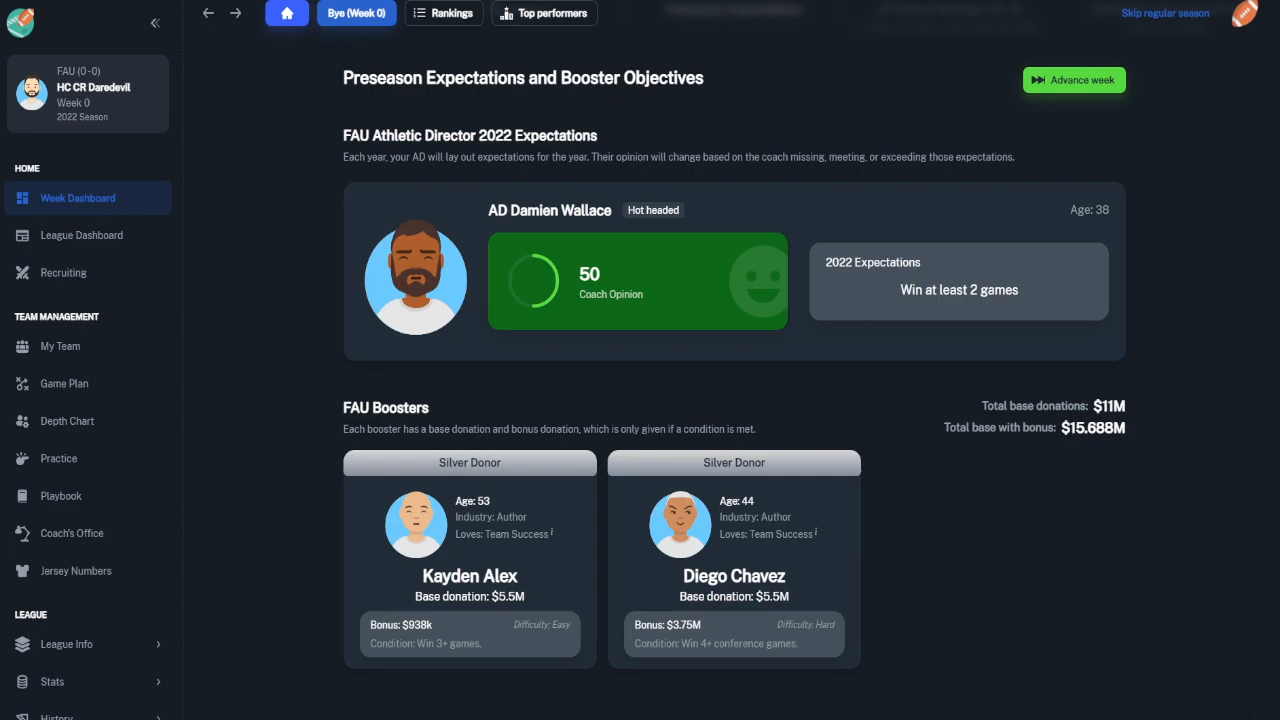 Bye (Week 0)
Rankings
Top performers
Skip regular season
FAU (0-0)
HC CR Daredevil
Week 0
2022 Season
HOME
Week Dashboard
League Dashboard
Recruiting
TEAM MANAGEMENT
My Team
Game Plan
Depth Chart
Practice
Playbook
Coach's Office
Jersey Numbers
LEAGUE
League Info
Stats
History
Preseason Expectations and Booster Objectives
Advance week
FAU Athletic Director 2022 Expectations
Each year, your AD will lay out expectations for the year. Their opinion will change based on the coach missing, meeting, or exceeding those expectations.
AD Damien Wallace
Hot headed
Age: 38
50
Coach Opinion
2022 Expectations
Win at least 2 games
FAU Boosters
Each booster has a base donation and bonus donation, which is only given if a condition is met.
Total base donations: $11M
Total base with bonus: $15.688M
Silver Donor
Age: 53
Industry: Author
Loves: Team Success i
Kayden Alex
Base donation: $5.5M
Bonus: $938k
Difficulty: Easy
Condition: Win 3+ games.
Silver Donor
Age: 44
Industry: Author
Loves: Team Success i
Diego Chavez
Base donation: $5.5M
Bonus: $3.75M
Difficulty: Hard
Condition: Win 4+ conference games.